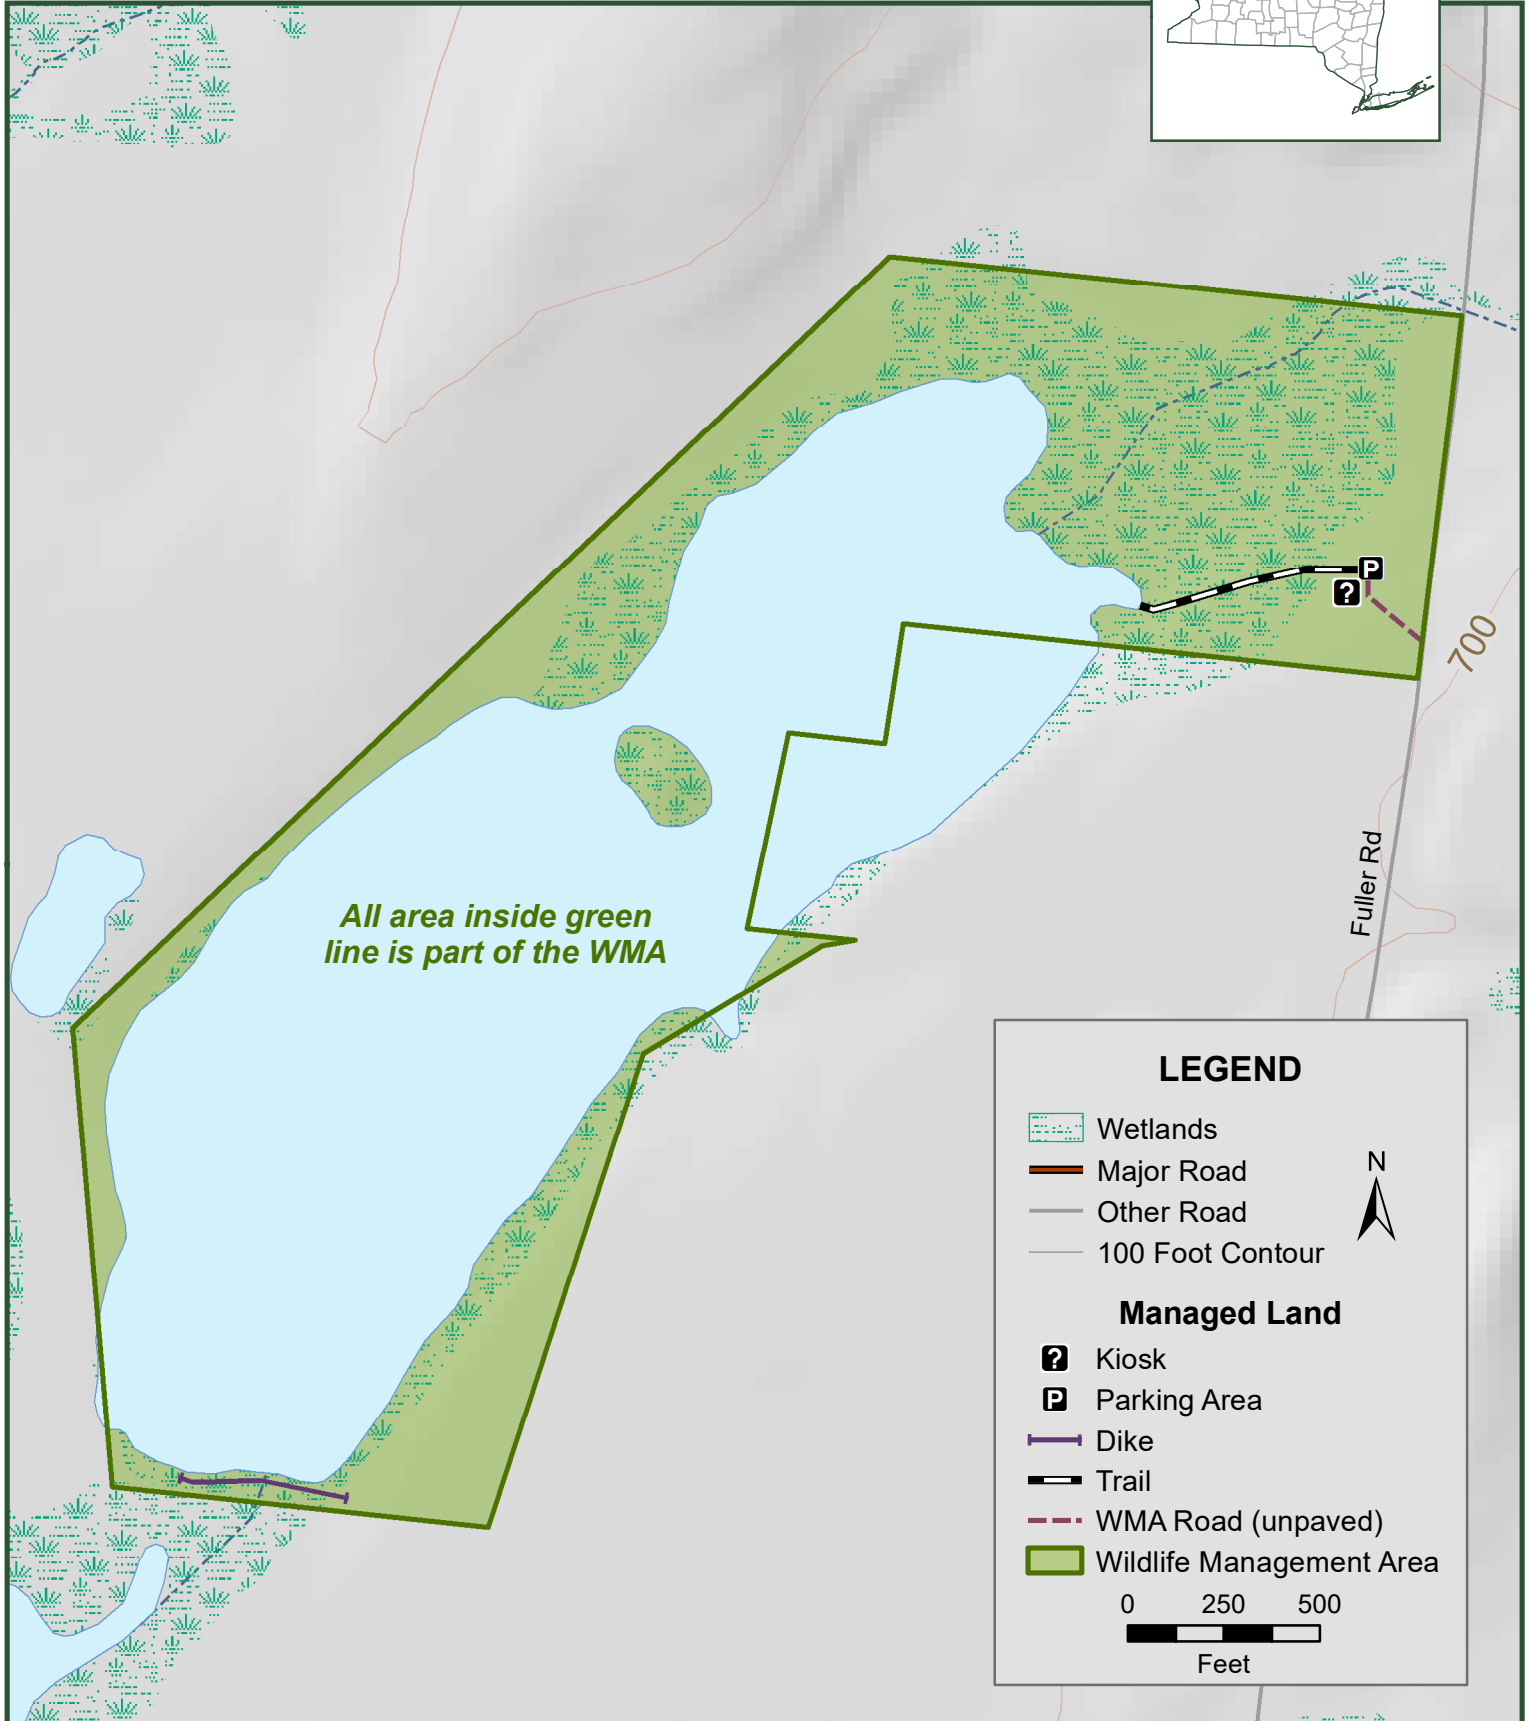 P
?
700
Fuller Rd
All area inside green
line is part of the WMA
LEGEND
Wetlands
Major Road
Other Road
100 Foot Contour
N
Managed Land
? Kiosk
P Parking Area
Dike
Trail
WMA Road (unpaved)
Wildlife Management Area
0 250 500
Feet